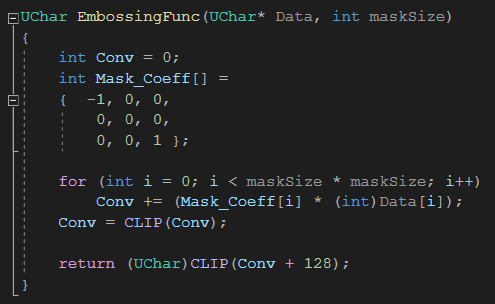 UChar EmbossingFunc(UChar* Data, int maskSize)
{
    int Conv = 0;
    int Mask_Coeff[] =
    {  -1, 0, 0,
        0, 0, 0,
        0, 0, 1 };

    for (int i = 0; i < maskSize * maskSize; i++)
        Conv += (Mask_Coeff[i] * (int)Data[i]);
    Conv = CLIP(Conv);

    return (UChar)CLIP(Conv + 128);
}